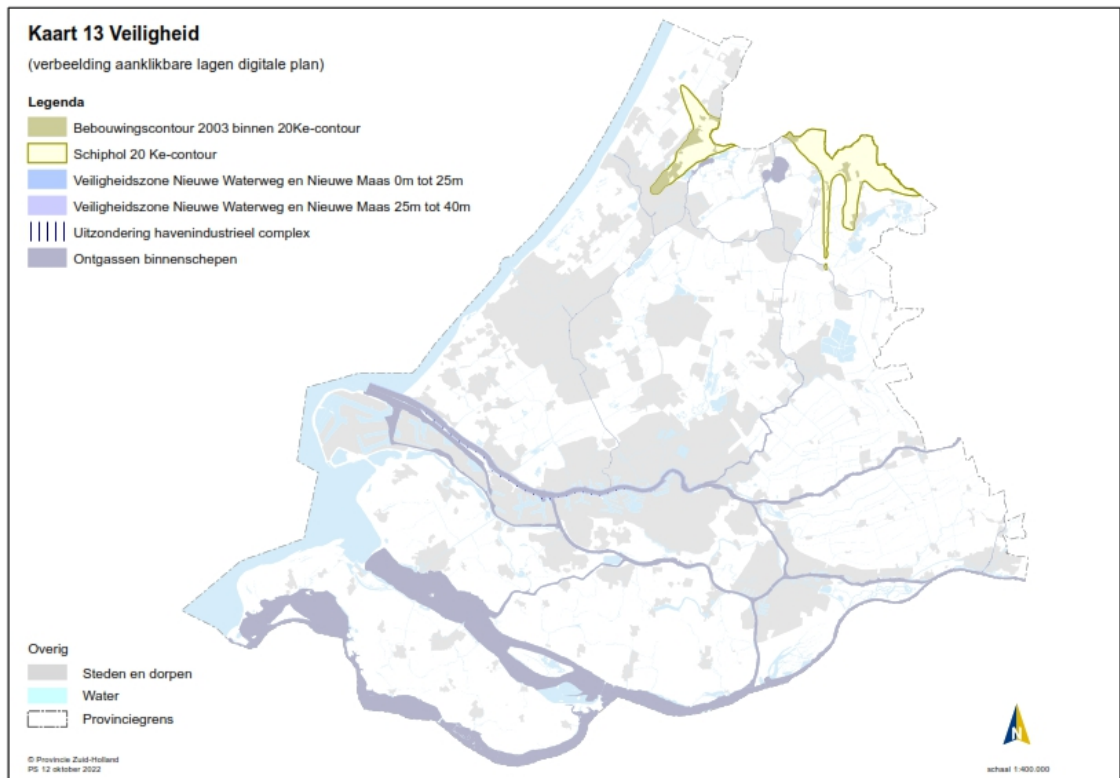 Kaart 13 Veiligheid
(verbeelding aanklikbare lagen digitale plan)
Legenda
Bebouwingscontour 2003 binnen 20Ke-contour
Schiphol 20 Ke-contour
Veiligheidszone Nieuwe Waterweg en Nieuwe Maas 0m tot 25m
Veiligheidszone Nieuwe Waterweg en Nieuwe Maas 25m tot 40m
Uitzondering havenindustrieel complex
Ontgassen binnenschepen
Overig
Steden en dorpen
Water
Provinciegrens
© Provincie Zuid-Holland
PS 12 oktober 2022
N
schaal 1:400.000